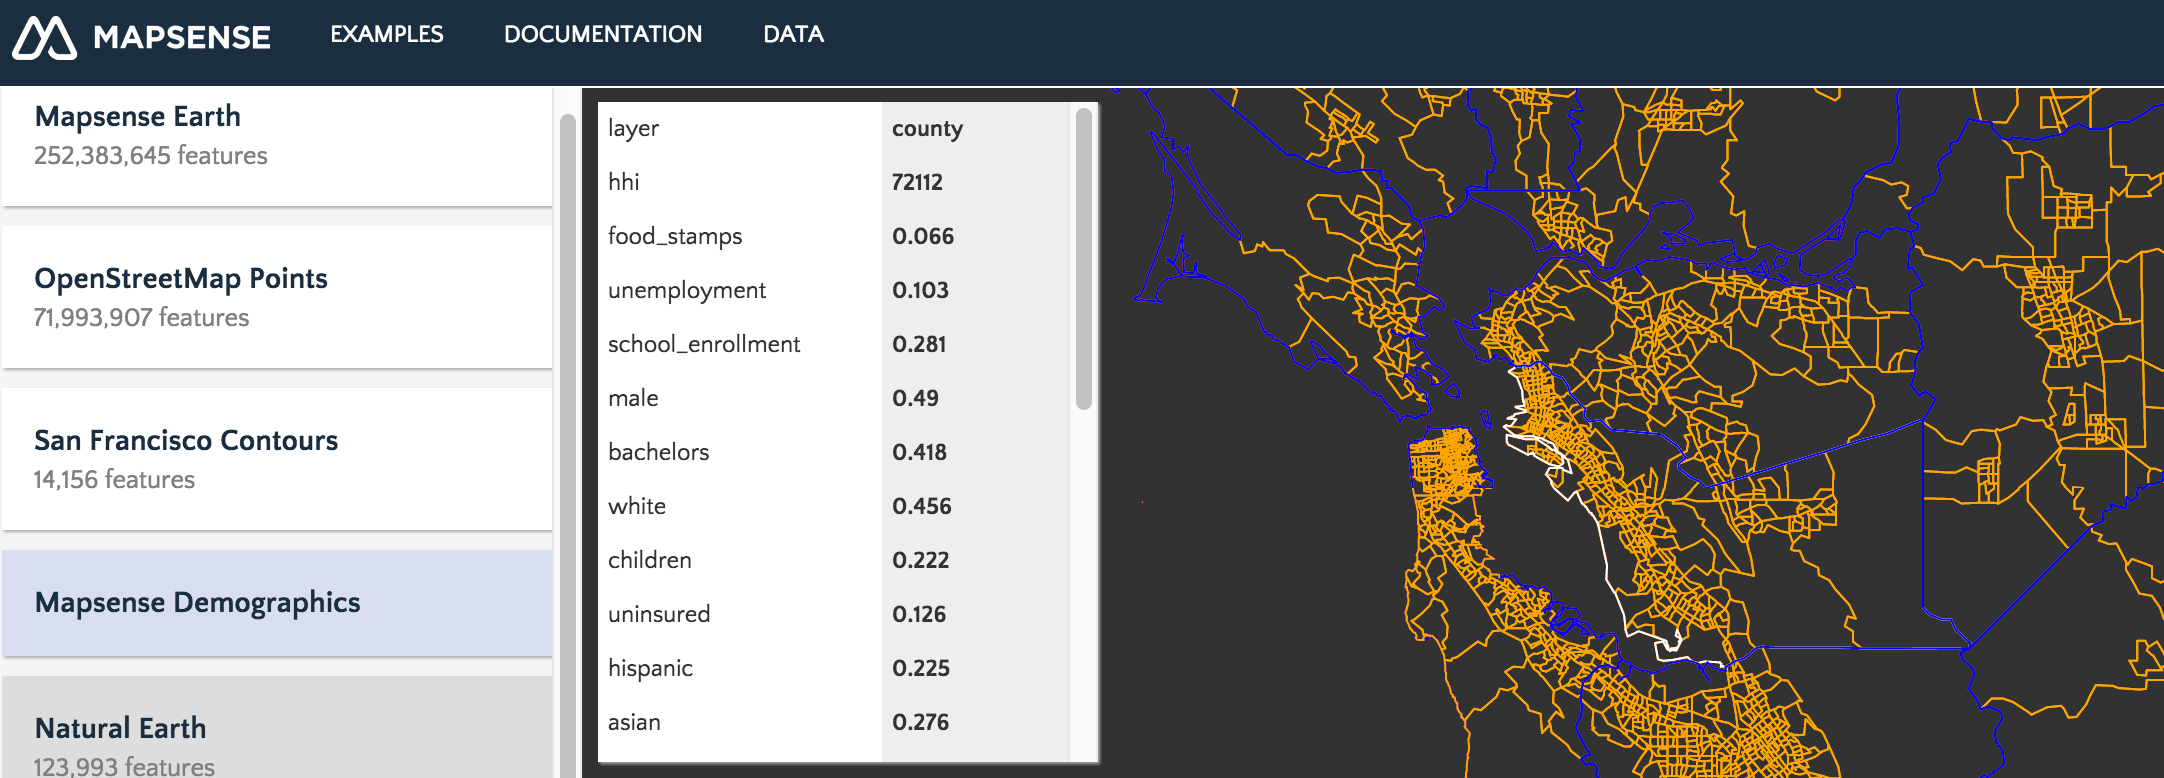 MAPSENSE EXAMPLES DOCUMENTATION DATA
Mapsense Earth
252,383,645 features
OpenStreetMap Points
71,993,907 features
San Francisco Contours
14,156 features
Mapsense Demographics
Natural Earth
123,993 features
layer county
hhi 72112
food_stamps 0.066
unemployment 0.103
school_enrollment 0.281
male 0.49
bachelors 0.418
white 0.456
children 0.222
uninsured 0.126
hispanic 0.225
asian 0.276